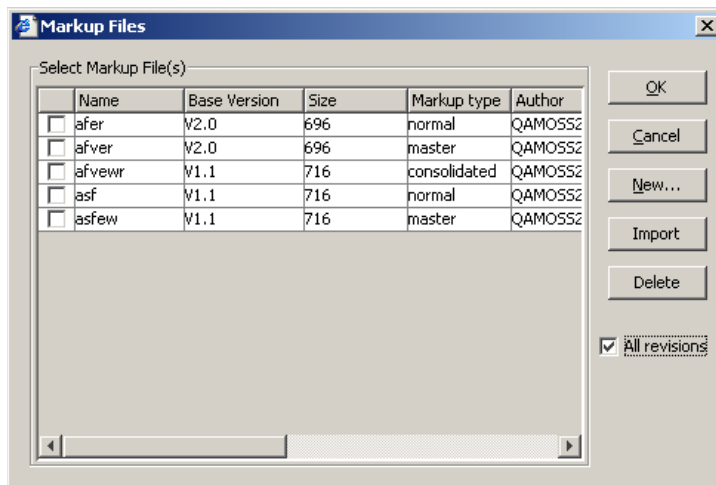 Markup Files
Select Markup File(s)
Name Base Version Size Markup type Author
afer V2.0 696 normal QAMOSS2
afver V2.0 696 master QAMOSS2
afvewr V1.1 716 consolidated QAMOSS2
asf V1.1 716 normal QAMOSS2
asfew V1.1 716 master QAMOSS2
OK
Cancel
New...
Import
Delete
All revisions